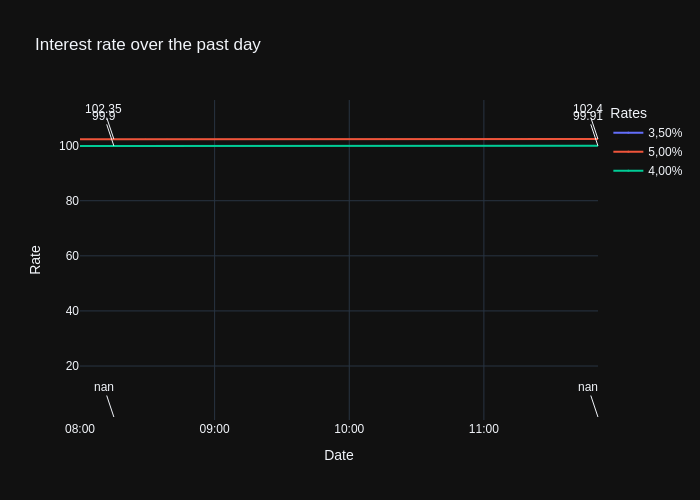 Interest rate over the past day
102.35
99.9
102.4
99.91
Rates
3,50%
5,00%
4,00%
100
80
60
40
20
Rate
nan
nan
08:00
09:00
10:00
11:00
Date